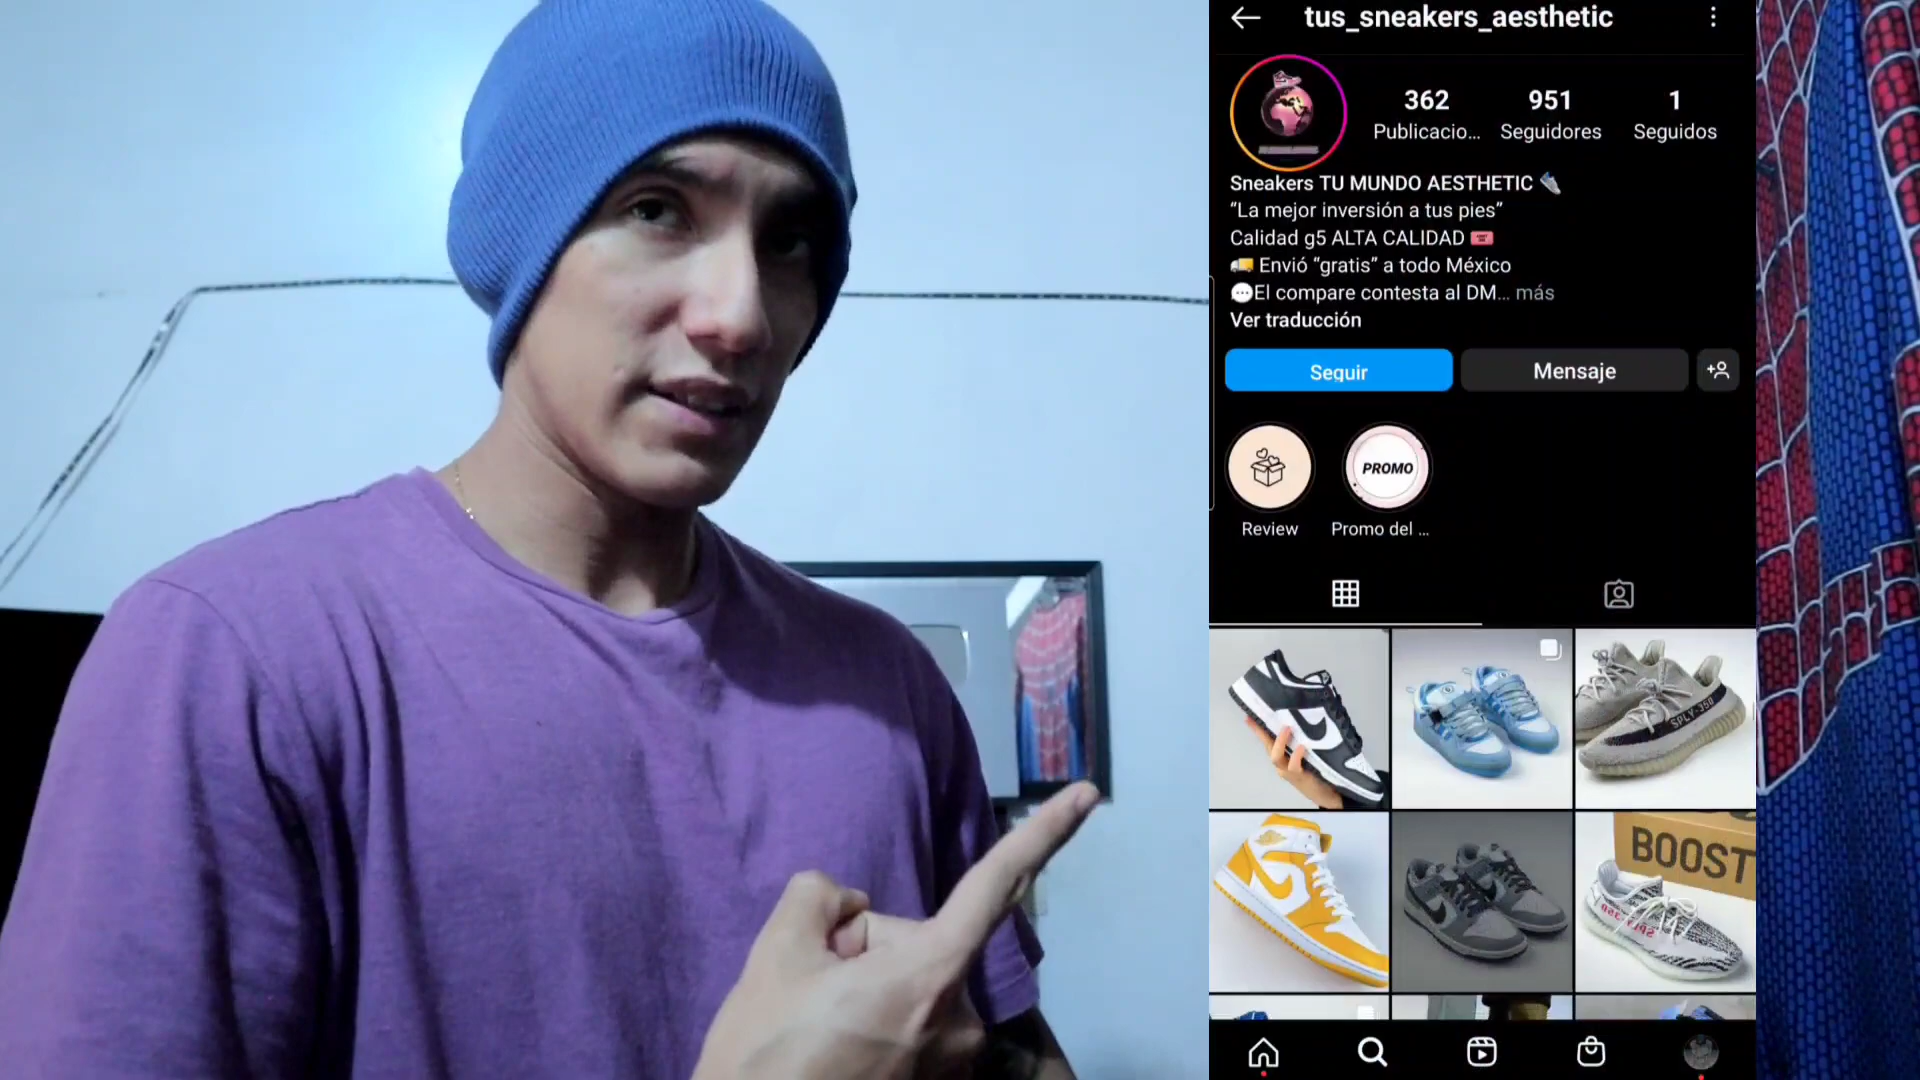 tus_sneakers_aesthetic
362
951
1
Publicacio...
Seguidores
Seguidos
Sneakers TU MUNDO AESTHETIC
“La mejor inversión a tus pies”
Calidad g5 ALTA CALIDAD
Envió “gratis” a todo México
El compare contesta al DM... más
Ver traducción
Seguir
Mensaje
PROMO
Review
Promo del ...
SPLY-350
BOOST